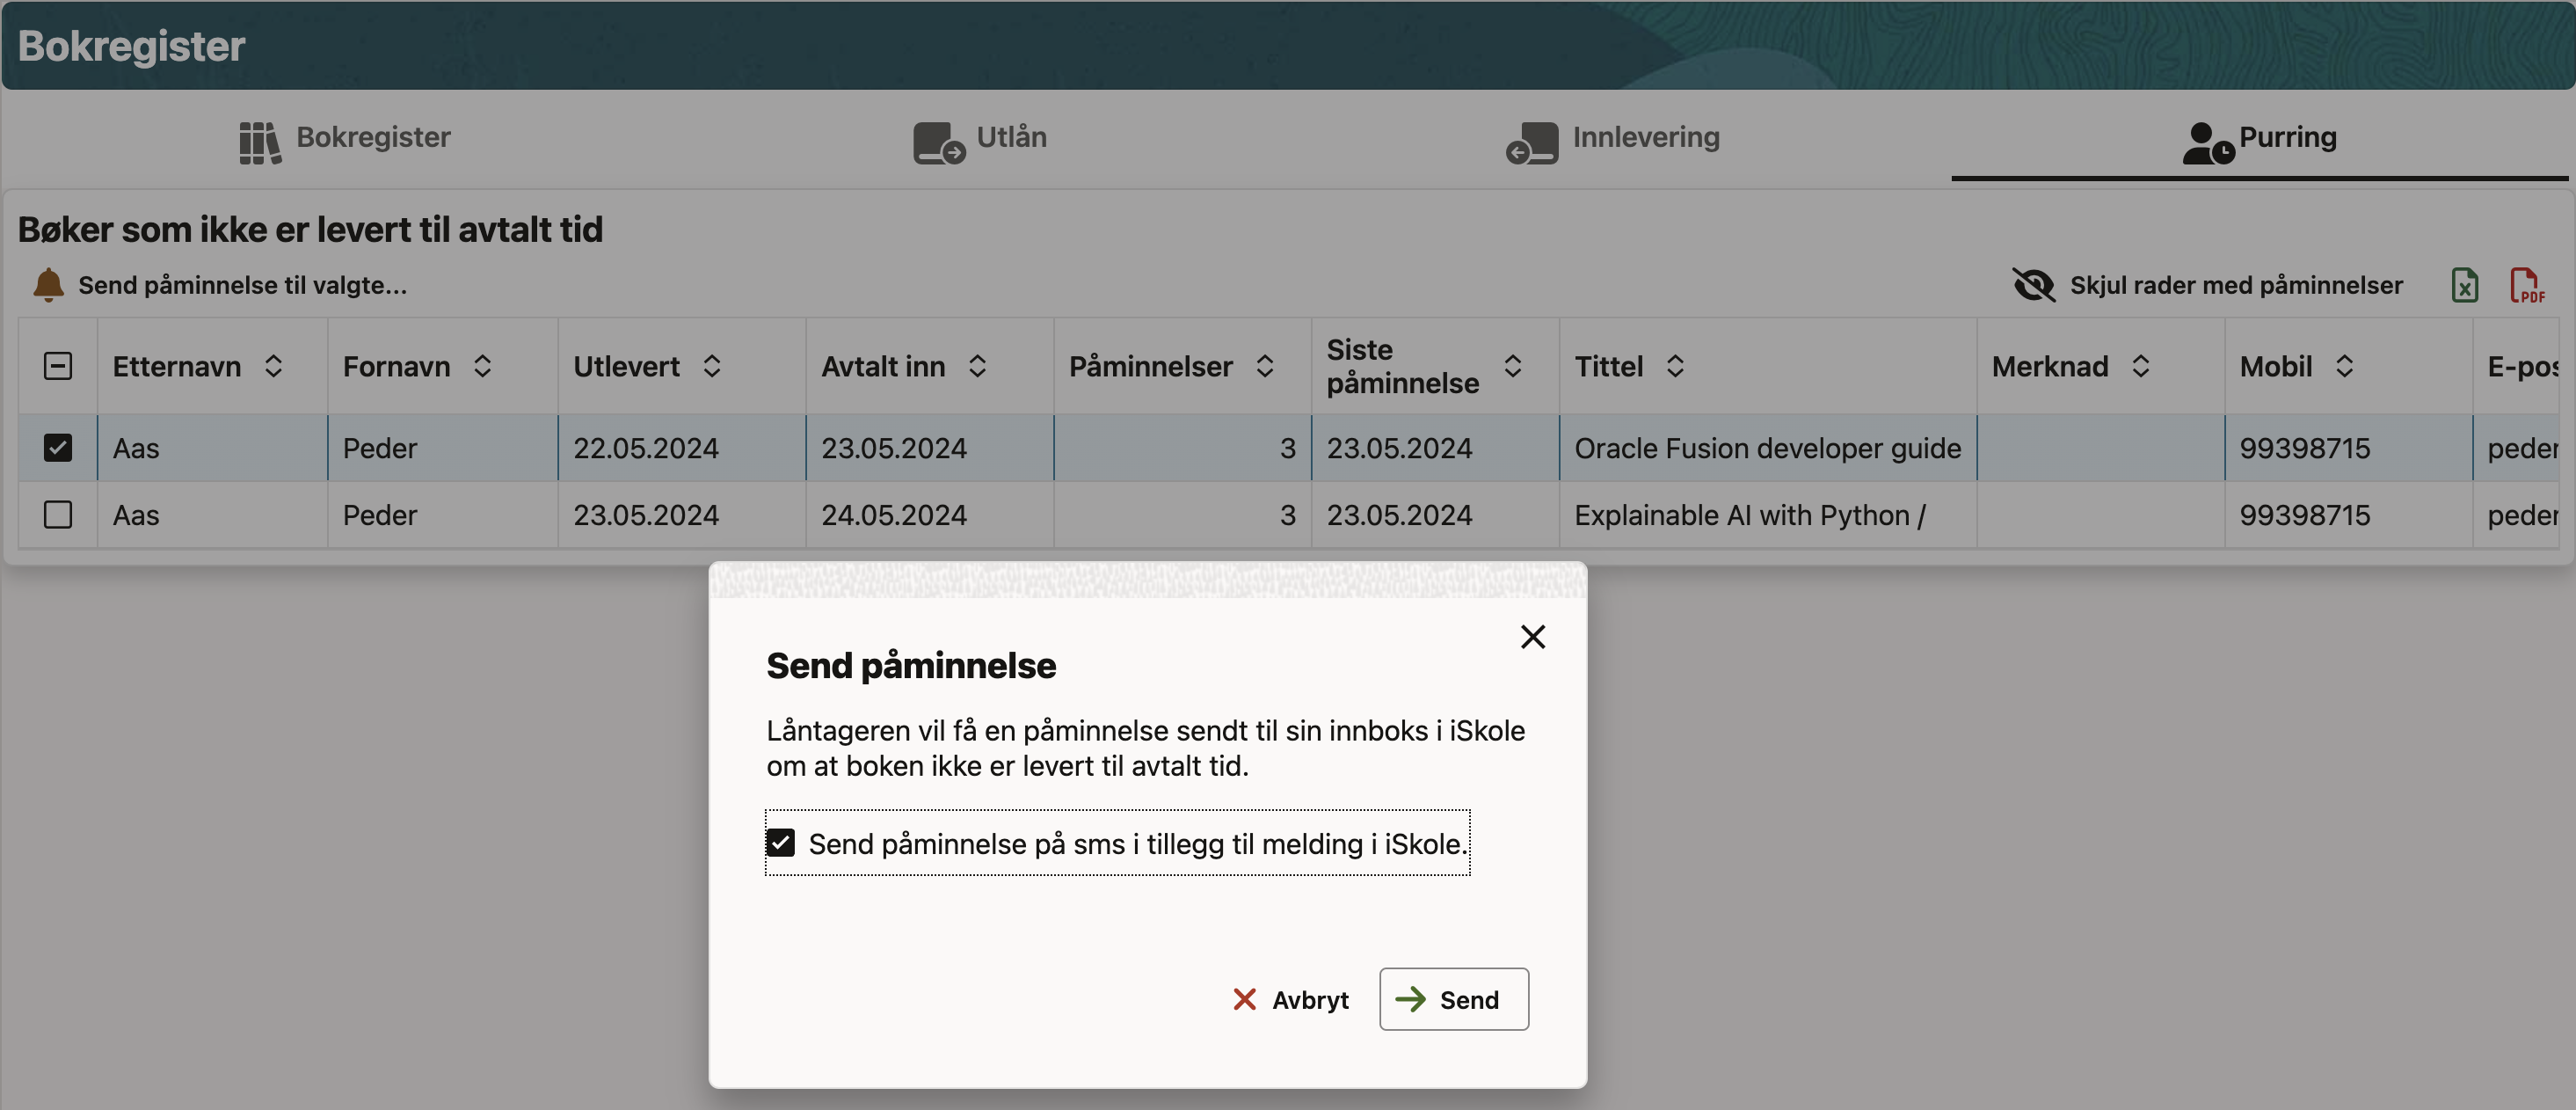 Bokregister
Bokregister
Utlån
Innlevering
Purring
Bøker som ikke er levert til avtalt tid
Send påminnelse til valgte...
Skjul rader med påminnelser
PDF
Etternavn Fornavn Utlevert Avtalt inn Påminnelser Siste påminnelse Tittel Merknad Mobil E-pos
Aas Peder 22.05.2024 23.05.2024 3 23.05.2024 Oracle Fusion developer guide 99398715 peder
Aas Peder 23.05.2024 24.05.2024 3 23.05.2024 Explainable AI with Python / 99398715 peder
Send påminnelse
Låntageren vil få en påminnelse sendt til sin innboks i iSkole
om at boken ikke er levert til avtalt tid.
Send påminnelse på sms i tillegg til melding i iSkole.
Avbryt
Send